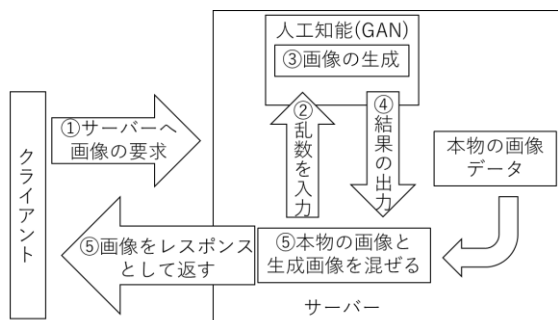 人工知能(GAN)
③画像の生成
①サーバーへ
画像の要求
②乱数を入力
④結果の出力
本物の画像
データ
クライアント
⑤画像をレスポンス
として返す
⑤本物の画像と
生成画像を混ぜる
サーバー